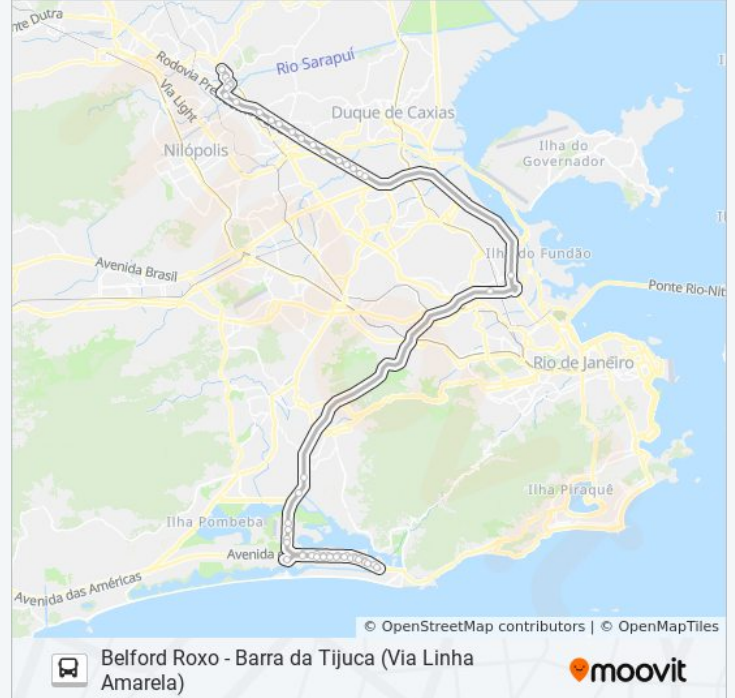 nte Dutra
Rio Sarapuí
Rodovia Pre
Via Light
Duque de Caxias
Nilópolis
Ilha do
Governador
Il
Avenida Brasil
Ilha do Fundão
Ponte Rio-Nit
Rio de Janeiro
Ilha Piraquê
Ilha Pombeba
Avenida
Avenida das Américas
© OpenStreetMap contributors | © OpenMapTiles
Belford Roxo - Barra da Tijuca (Via Linha
Amarela)
moovit